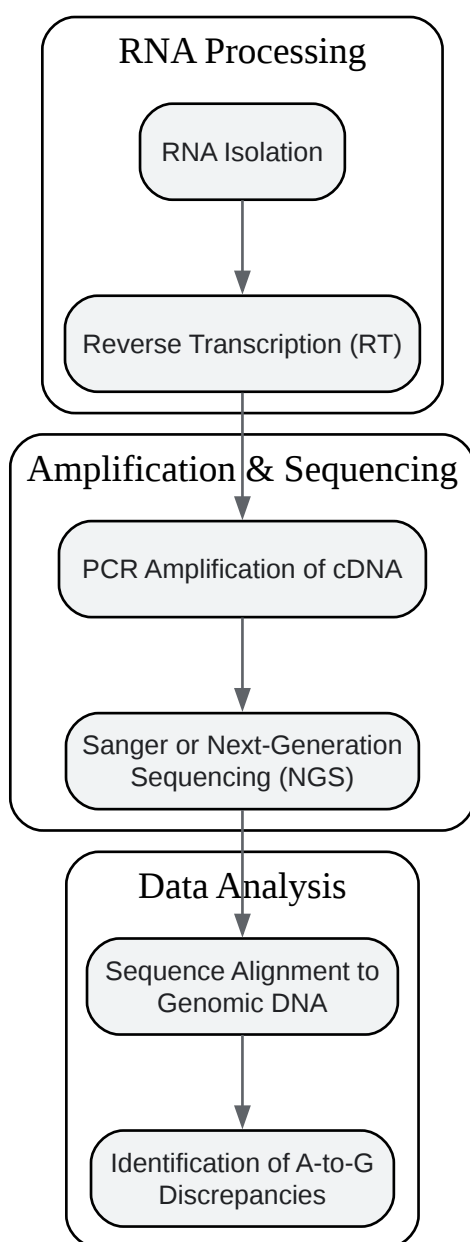 RNA Processing
RNA Isolation
Reverse Transcription (RT)
Amplification & Sequencing
PCR Amplification of cDNA
Sanger or Next-Generation
Sequencing (NGS)
Data Analysis
Sequence Alignment to
Genomic DNA
Identification of A-to-G
Discrepancies